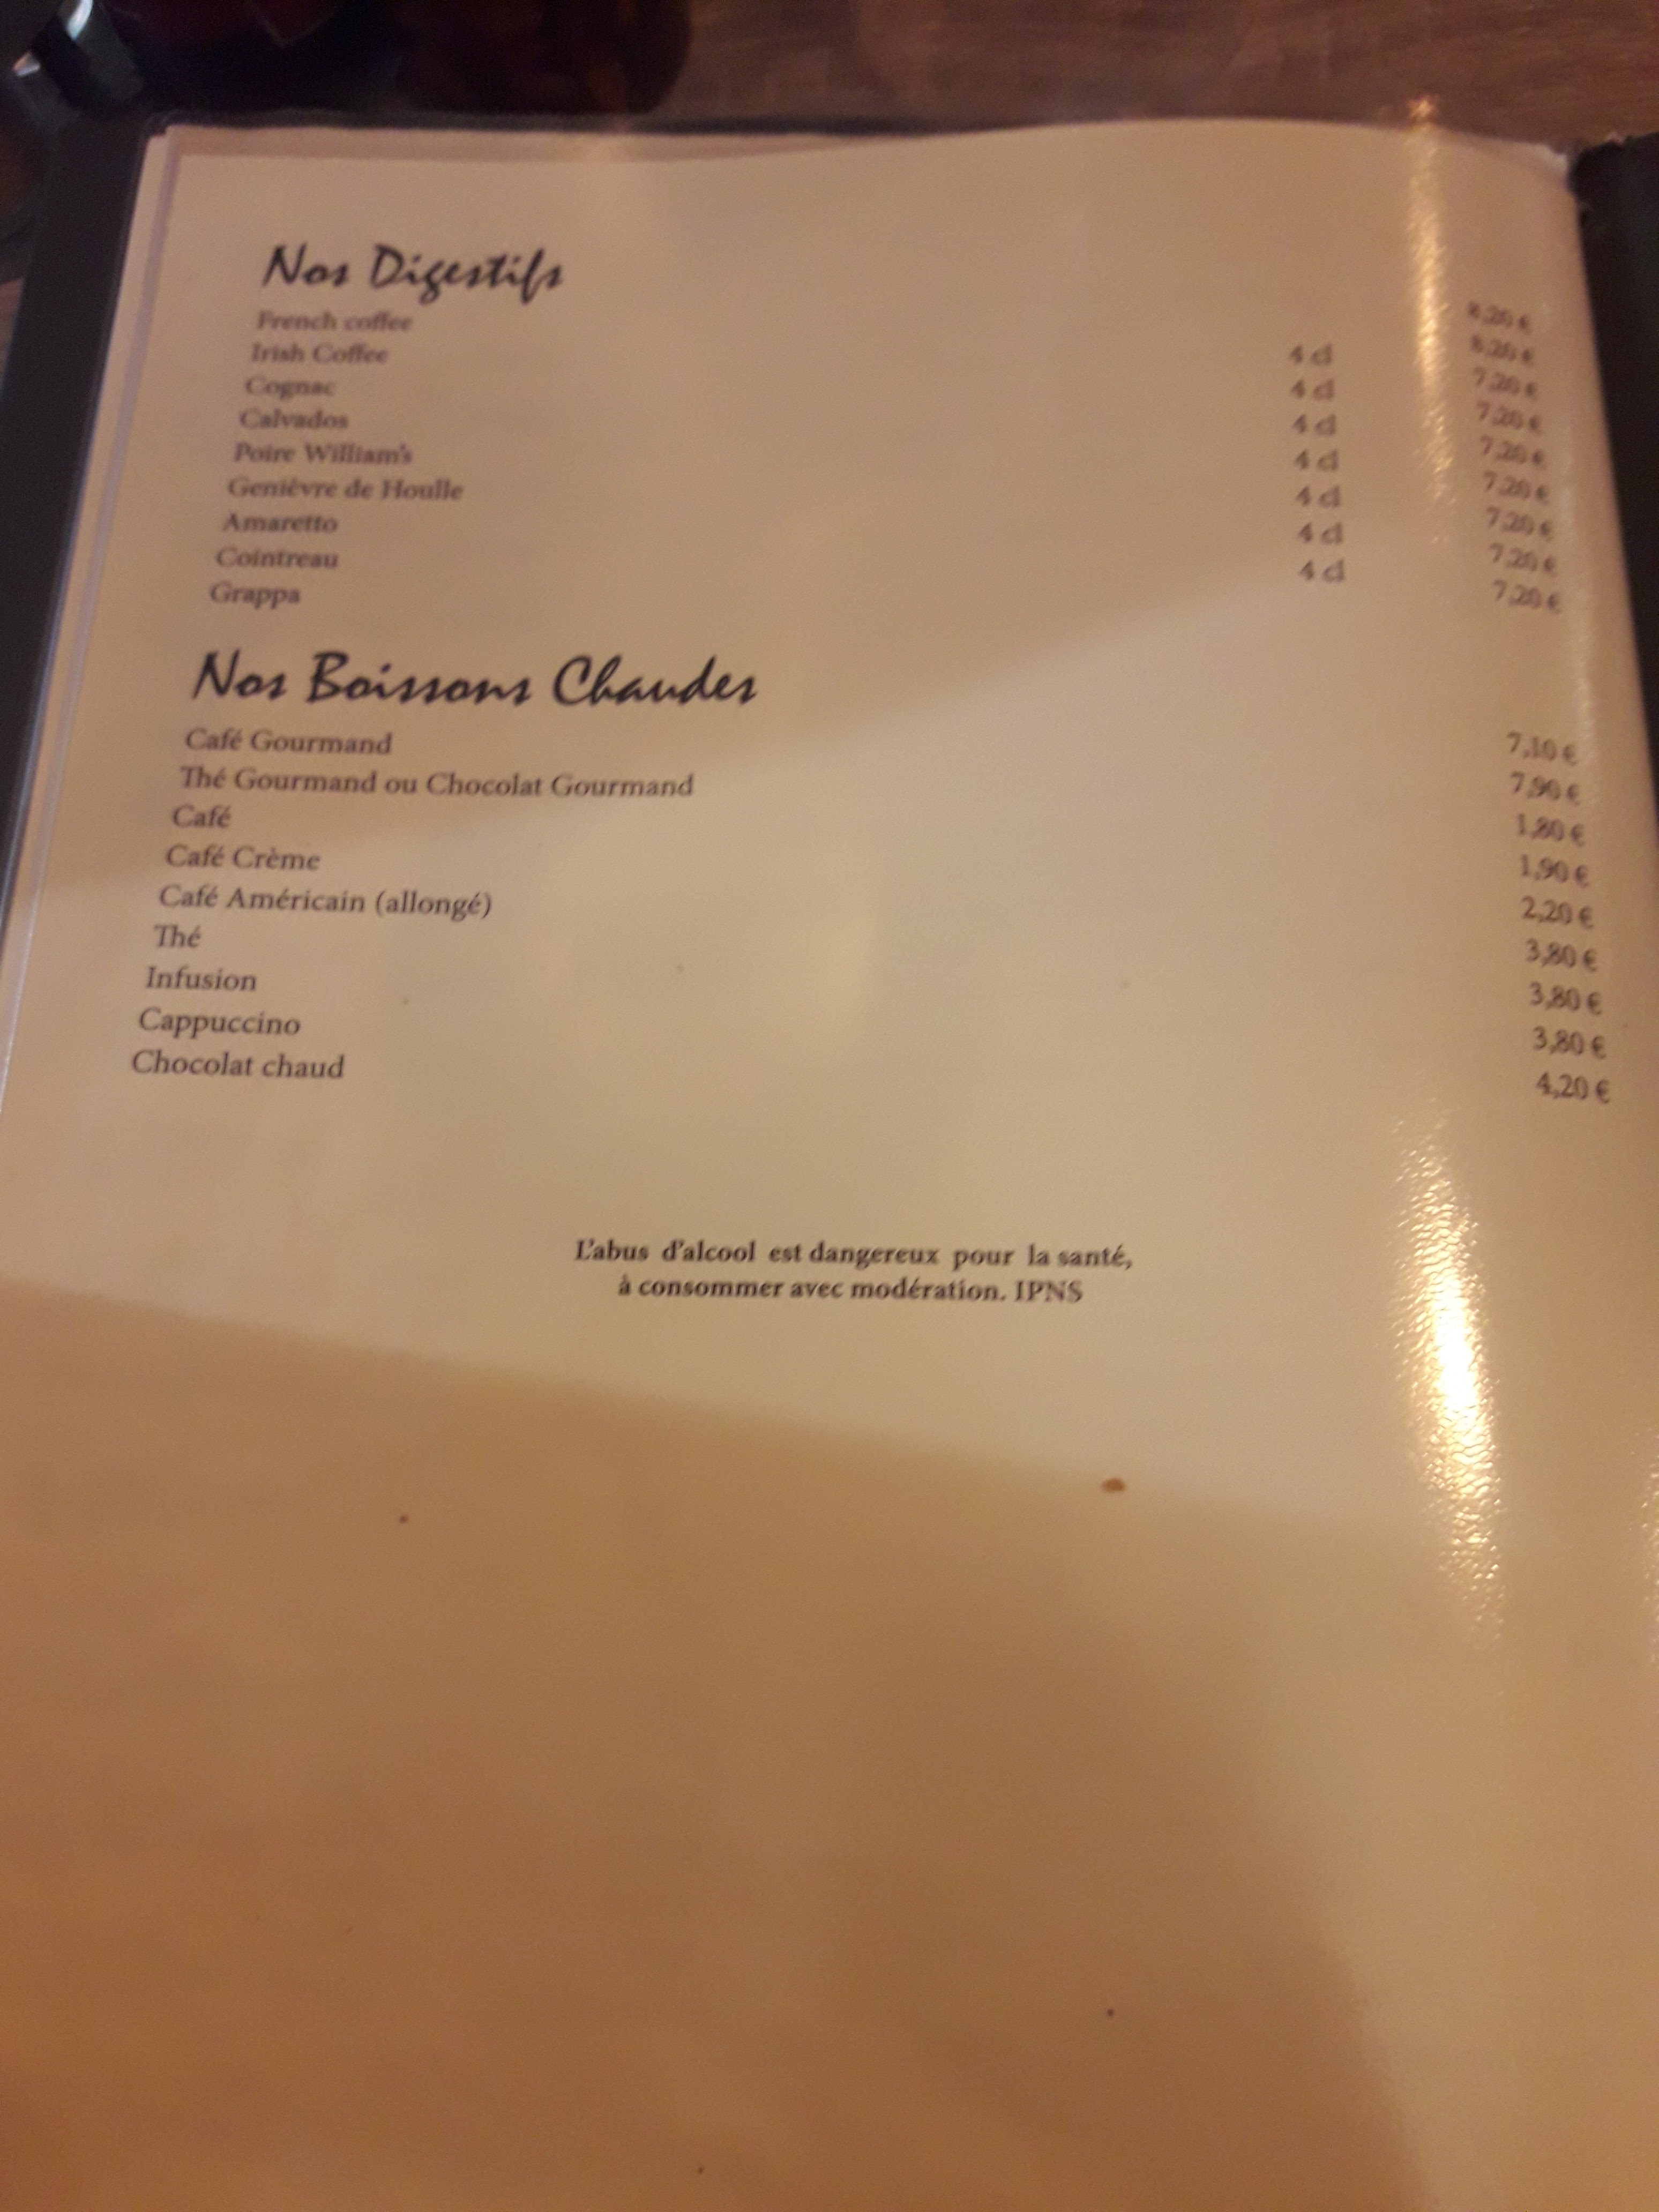 Nos Digestifs
French coffee 8,20 €
Irish Coffee 8,20 €
Cognac 4 cl 7,20 €
Calvados 4 cl 7,20 €
Poire William's 4 cl 7,20 €
Genièvre de Houlle 4 cl 7,20 €
Amaretto 4 cl 7,20 €
Cointreau 4 cl 7,20 €
Grappa 4 cl 7,20 €
Nos Boissons Chaudes
Café Gourmand 7,10 €
Thé Gourmand ou Chocolat Gourmand 7,90 €
Café 1,80 €
Café Crème 1,90 €
Café Américain (allongé) 2,20 €
Thé 3,80 €
Infusion 3,80 €
Cappuccino 3,80 €
Chocolat chaud 4,20 €
L'abus d'alcool est dangereux pour la santé,
à consommer avec modération. IPNS